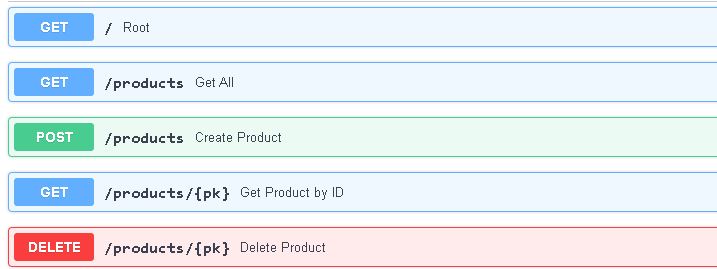 GET / Root
GET /products Get All
POST /products Create Product
GET /products/{pk} Get Product by ID
DELETE /products/{pk} Delete Product